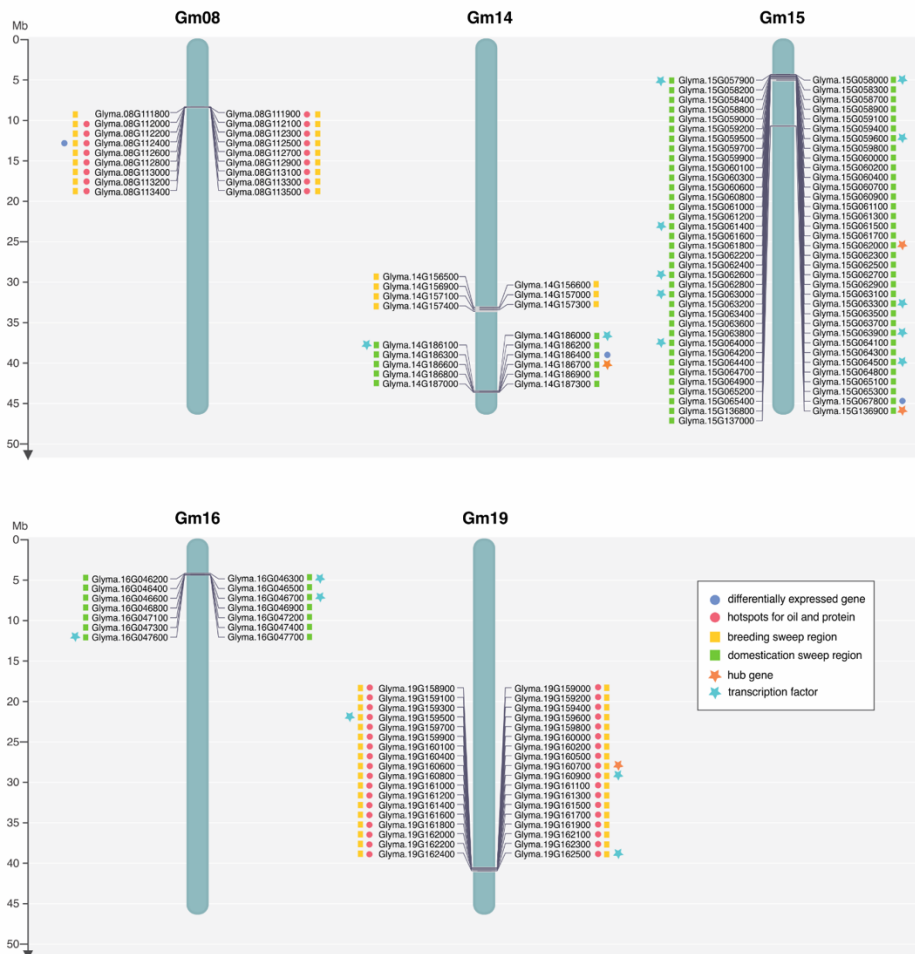 Gm08
Gm14
Gm15
Mb
0
5
10
15
20
25
30
35
40
45
50
Glyma.08G111800
Glyma.08G112000
Glyma.08G112200
Glyma.08G112400
Glyma.08G112600
Glyma.08G112800
Glyma.08G113000
Glyma.08G113200
Glyma.08G113400
Glyma.08G111900
Glyma.08G112100
Glyma.08G112300
Glyma.08G112500
Glyma.08G112700
Glyma.08G112900
Glyma.08G113100
Glyma.08G113300
Glyma.08G113500
Glyma.14G156500
Glyma.14G156900
Glyma.14G157100
Glyma.14G157400
Glyma.14G186100
Glyma.14G186300
Glyma.14G186600
Glyma.14G186800
Glyma.14G187000
Glyma.14G156600
Glyma.14G157000
Glyma.14G157300
Glyma.14G186000
Glyma.14G186200
Glyma.14G186400
Glyma.14G186700
Glyma.14G186900
Glyma.14G187300
Glyma.15G057900
Glyma.15G058200
Glyma.15G058400
Glyma.15G058800
Glyma.15G059000
Glyma.15G059200
Glyma.15G059500
Glyma.15G059700
Glyma.15G059900
Glyma.15G060100
Glyma.15G060300
Glyma.15G060600
Glyma.15G060800
Glyma.15G061000
Glyma.15G061200
Glyma.15G061400
Glyma.15G061600
Glyma.15G061800
Glyma.15G062200
Glyma.15G062400
Glyma.15G062600
Glyma.15G062800
Glyma.15G063000
Glyma.15G063200
Glyma.15G063400
Glyma.15G063600
Glyma.15G063800
Glyma.15G064000
Glyma.15G064200
Glyma.15G064400
Glyma.15G064700
Glyma.15G064900
Glyma.15G065200
Glyma.15G065400
Glyma.15G136800
Glyma.15G137000
Glyma.15G058000
Glyma.15G058300
Glyma.15G058700
Glyma.15G058900
Glyma.15G059100
Glyma.15G059400
Glyma.15G059600
Glyma.15G059800
Glyma.15G060000
Glyma.15G060200
Glyma.15G060400
Glyma.15G060700
Glyma.15G060900
Glyma.15G061100
Glyma.15G061300
Glyma.15G061500
Glyma.15G061700
Glyma.15G062000
Glyma.15G062300
Glyma.15G062500
Glyma.15G062700
Glyma.15G062900
Glyma.15G063100
Glyma.15G063300
Glyma.15G063500
Glyma.15G063700
Glyma.15G063900
Glyma.15G064100
Glyma.15G064300
Glyma.15G064500
Glyma.15G064800
Glyma.15G065100
Glyma.15G065300
Glyma.15G067800
Glyma.15G136900
Gm16
Gm19
Mb
0
5
10
15
20
25
30
35
40
45
50
Glyma.16G046200
Glyma.16G046400
Glyma.16G046600
Glyma.16G046800
Glyma.16G047100
Glyma.16G047300
Glyma.16G047600
Glyma.16G046300
Glyma.16G046500
Glyma.16G046700
Glyma.16G046900
Glyma.16G047200
Glyma.16G047400
Glyma.16G047700
Glyma.19G158900
Glyma.19G159100
Glyma.19G159300
Glyma.19G159500
Glyma.19G159700
Glyma.19G159900
Glyma.19G160100
Glyma.19G160400
Glyma.19G160600
Glyma.19G160800
Glyma.19G161000
Glyma.19G161200
Glyma.19G161400
Glyma.19G161600
Glyma.19G161800
Glyma.19G162000
Glyma.19G162200
Glyma.19G162400
Glyma.19G159000
Glyma.19G159200
Glyma.19G159400
Glyma.19G159600
Glyma.19G159800
Glyma.19G160000
Glyma.19G160200
Glyma.19G160500
Glyma.19G160700
Glyma.19G160900
Glyma.19G161100
Glyma.19G161300
Glyma.19G161500
Glyma.19G161700
Glyma.19G161900
Glyma.19G162100
Glyma.19G162300
Glyma.19G162500
differentially expressed gene
hotspots for oil and protein
breeding sweep region
domestication sweep region
hub gene
transcription factor